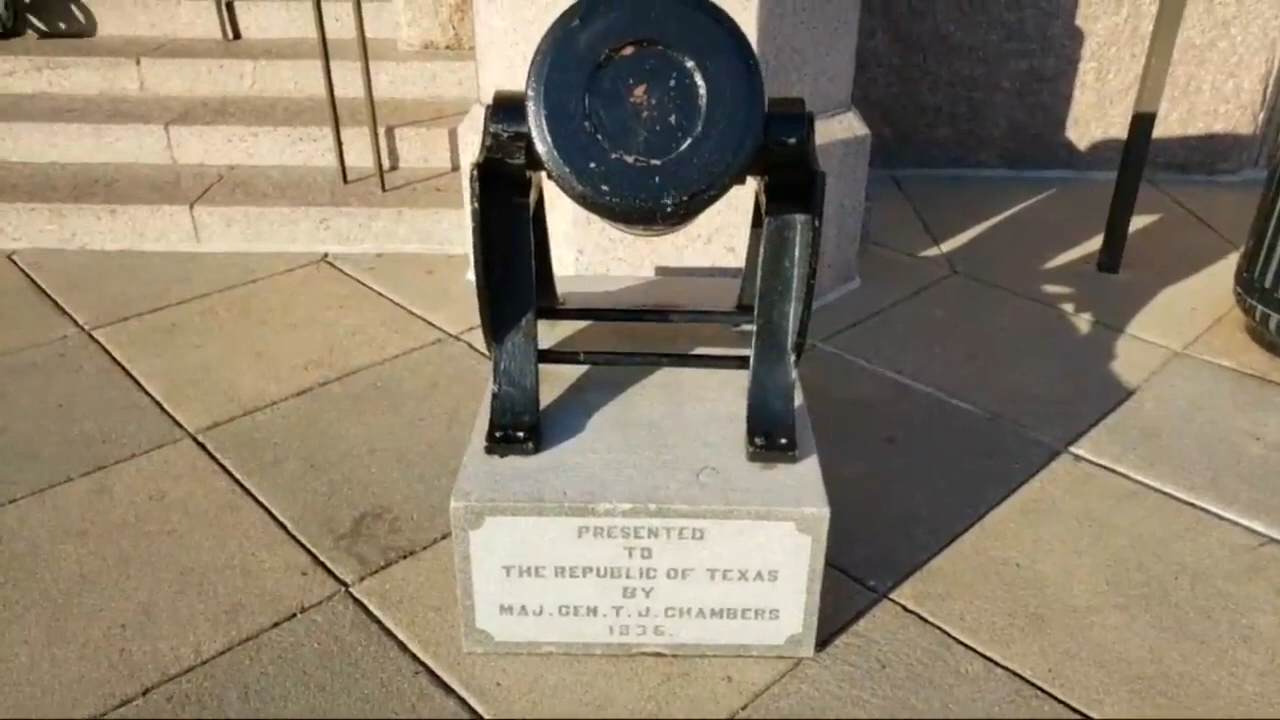 PRESENTED
TO
THE REPUBLIC OF TEXAS
BY
MAJ. GEN. T. J. CHAMBERS
1836.